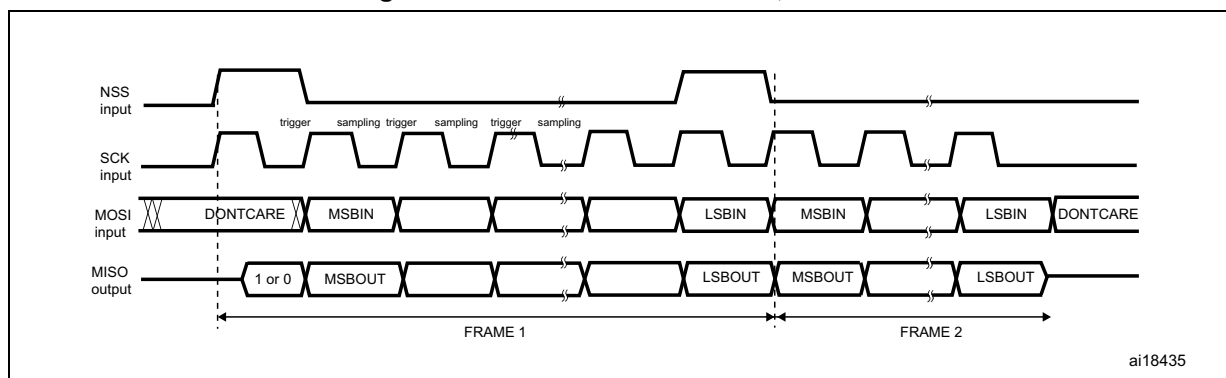 NSS
input
trigger sampling trigger sampling trigger sampling
SCK
input
MOSI
input
DONTCARE MSBIN LSBIN MSBIN LSBIN DONTCARE
MISO
output
1 or 0 MSBOUT LSBOUT MSBOUT LSBOUT
FRAME 1 FRAME 2
ai18435